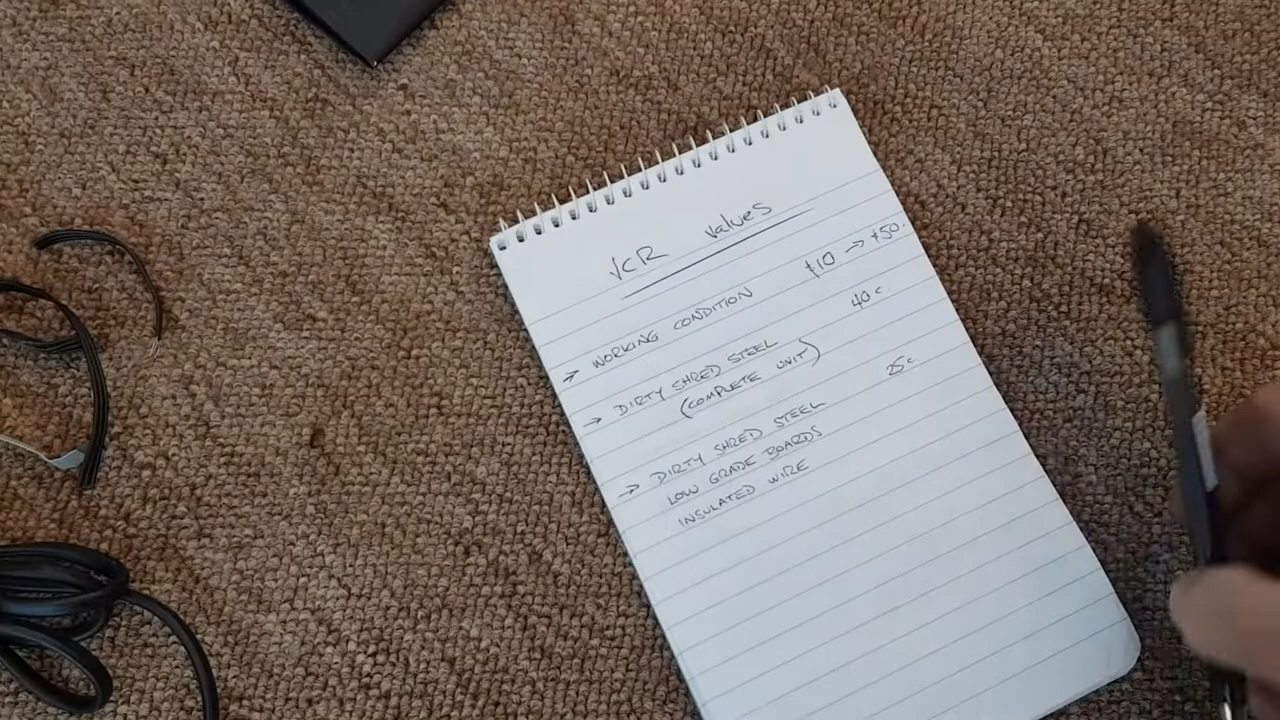 VCR Values
→ WORKING CONDITION $10 → $50.
→ DIRTY SHRED STEEL 40c.
(COMPLETE UNIT)
→ DIRTY SHRED STEEL 25c
LOW GRADE BOARDS
INSULATED WIRE